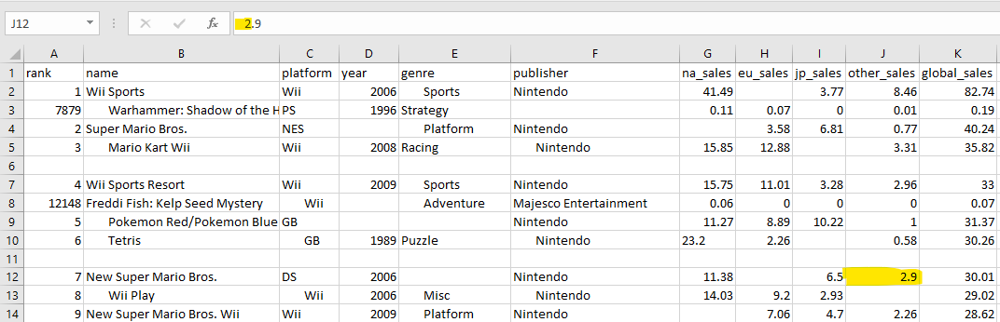 J12 fx 2.9
A B C D E F G H I J K
1 rank name platform year genre publisher na_sales eu_sales jp_sales other_sales global_sales
2 1 Wii Sports Wii 2006 Sports Nintendo 41.49 3.77 8.46 82.74
3 7879 Warhammer: Shadow of the H PS 1996 Strategy 0.11 0.07 0 0.01 0.19
4 2 Super Mario Bros. NES Platform Nintendo 3.58 6.81 0.77 40.24
5 3 Mario Kart Wii Wii 2008 Racing Nintendo 15.85 12.88 3.31 35.82
6
7 4 Wii Sports Resort Wii 2009 Sports Nintendo 15.75 11.01 3.28 2.96 33
8 12148 Freddi Fish: Kelp Seed Mystery Wii Adventure Majesco Entertainment 0.06 0 0 0 0.07
9 5 Pokemon Red/Pokemon Blue GB Nintendo 11.27 8.89 10.22 1 31.37
10 6 Tetris GB 1989 Puzzle Nintendo 23.2 2.26 0.58 30.26
11
12 7 New Super Mario Bros. DS 2006 Nintendo 11.38 6.5 2.9 30.01
13 8 Wii Play Wii 2006 Misc Nintendo 14.03 9.2 2.93 29.02
14 9 New Super Mario Bros. Wii Wii 2009 Platform Nintendo 7.06 4.7 2.26 28.62